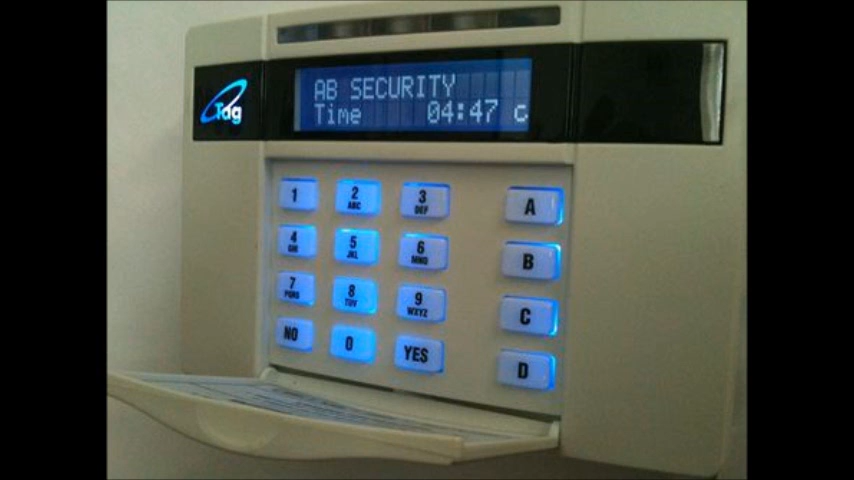 Tag
AB SECURITY
Time 04:47 c
1
2 ABC
3 DEF
A
4 GHI
5 JKL
6 MNO
B
7 PQRS
8 TUV
9 WXYZ
C
NO
0
YES
D